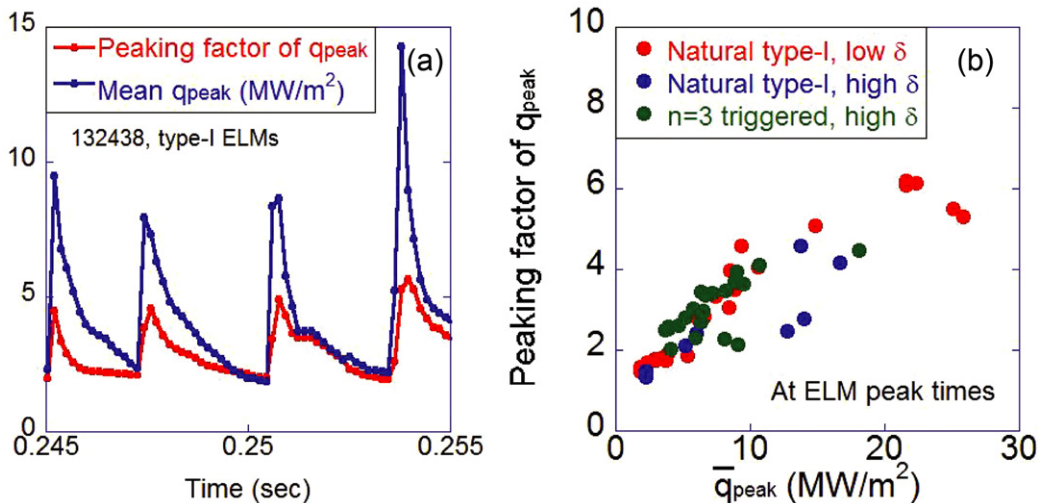 Peaking factor of qpeak
Mean qpeak (MW/m²)
(a)
132438, type-I ELMs
15
10
5
0
0.245
0.25
0.255
Time (sec)
Peaking factor of qpeak
Natural type-I, low δ
Natural type-I, high δ
n=3 triggered, high δ
(b)
At ELM peak times
10
8
6
4
2
0
0
10
20
30
q̅peak (MW/m²)